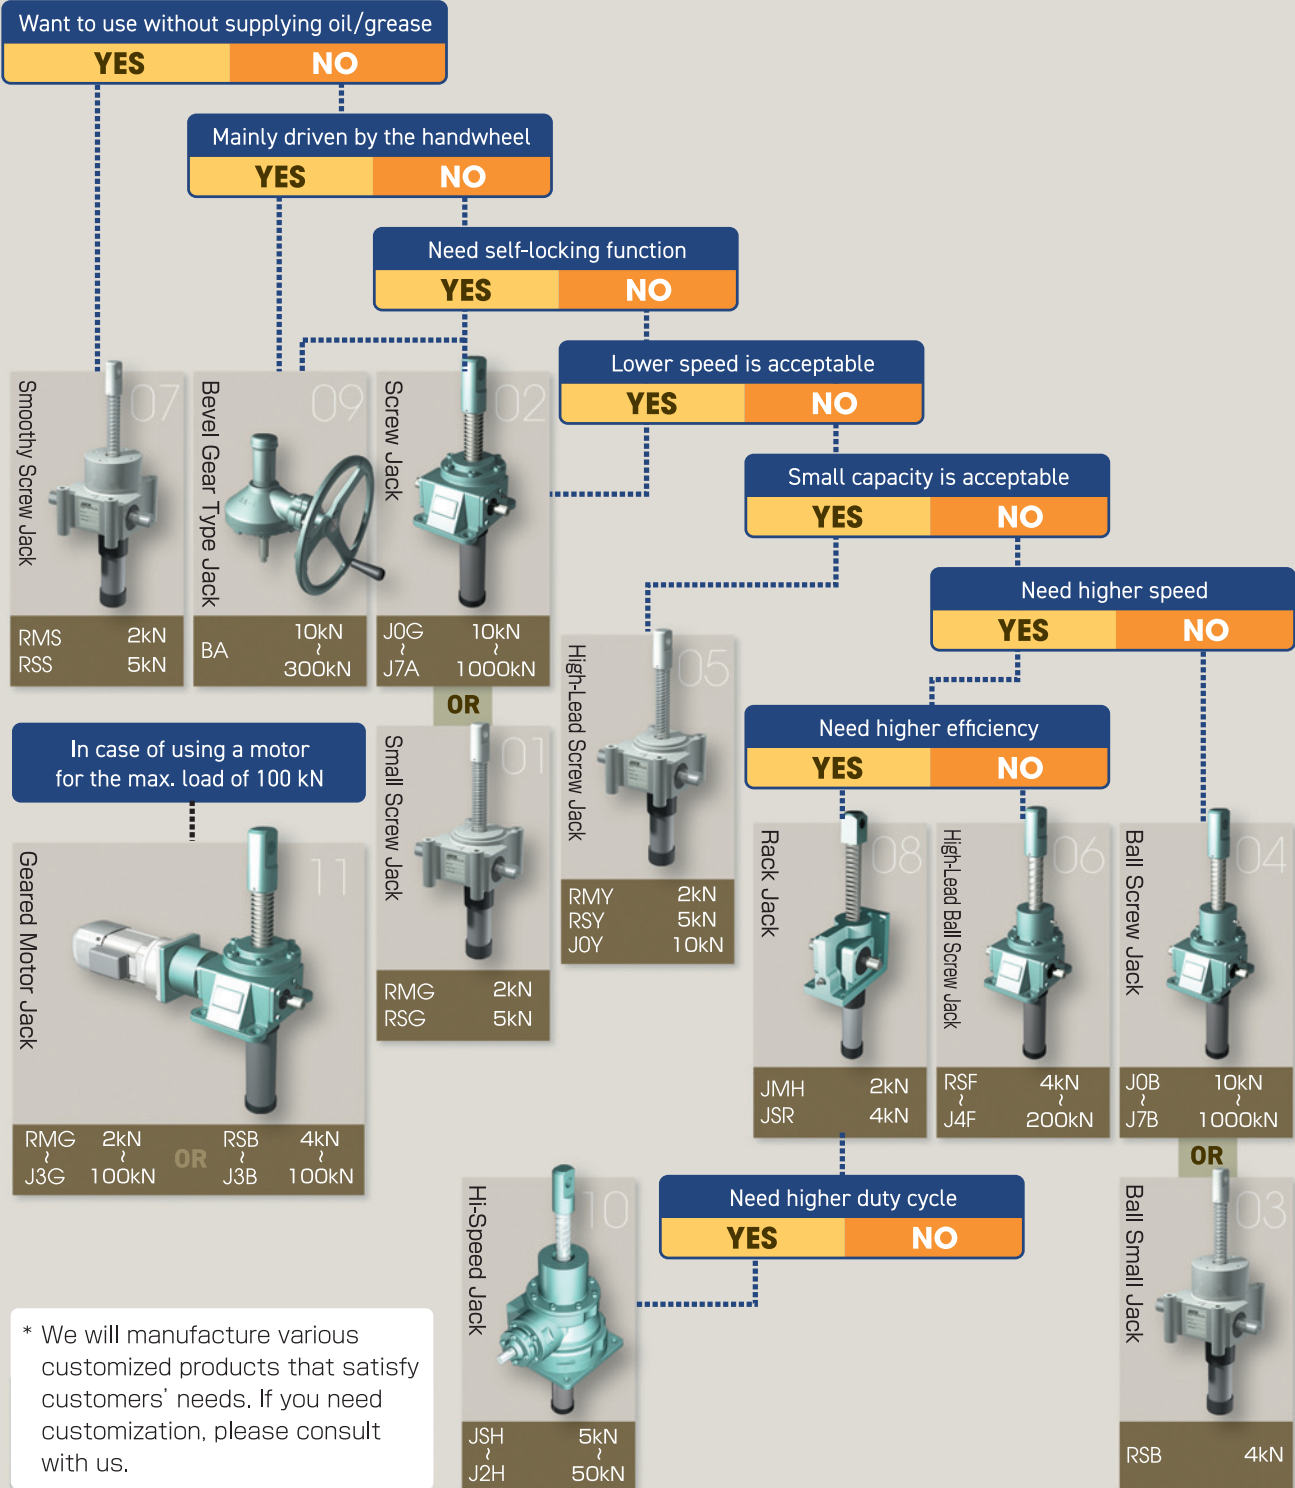 Want to use without supplying oil/grease
YES
NO
Mainly driven by the handwheel
YES
NO
Need self-locking function
YES
NO
Lower speed is acceptable
YES
NO
Small capacity is acceptable
YES
NO
Need higher speed
YES
NO
Need higher efficiency
YES
NO
07
Smoothy Screw Jack
RMS 2kN
RSS 5kN
09
Bevel Gear Type Jack
BA
10kN
~
300kN
02
Screw Jack
J0G 10kN
~ ~
J7A 1000kN
OR
01
Small Screw Jack
RMG 2kN
RSG 5kN
05
High-Lead Screw Jack
RMY 2kN
RSY 5kN
J0Y 10kN
08
Rack Jack
JMH 2kN
JSR 4kN
06
High-Lead Ball Screw Jack
RSF 4kN
~ ~
J4F 200kN
04
Ball Screw Jack
J0B 10kN
~ ~
J7B 1000kN
OR
03
Ball Small Jack
RSB 4kN
In case of using a motor
for the max. load of 100 kN
11
Geared Motor Jack
RMG 2kN
~ ~
J3G 100kN
OR
RSB 4kN
~ ~
J3B 100kN
Need higher duty cycle
YES
NO
10
Hi-Speed Jack
JSH 5kN
~ ~
J2H 50kN
* We will manufacture various
customized products that satisfy
customers' needs. If you need
customization, please consult
with us.